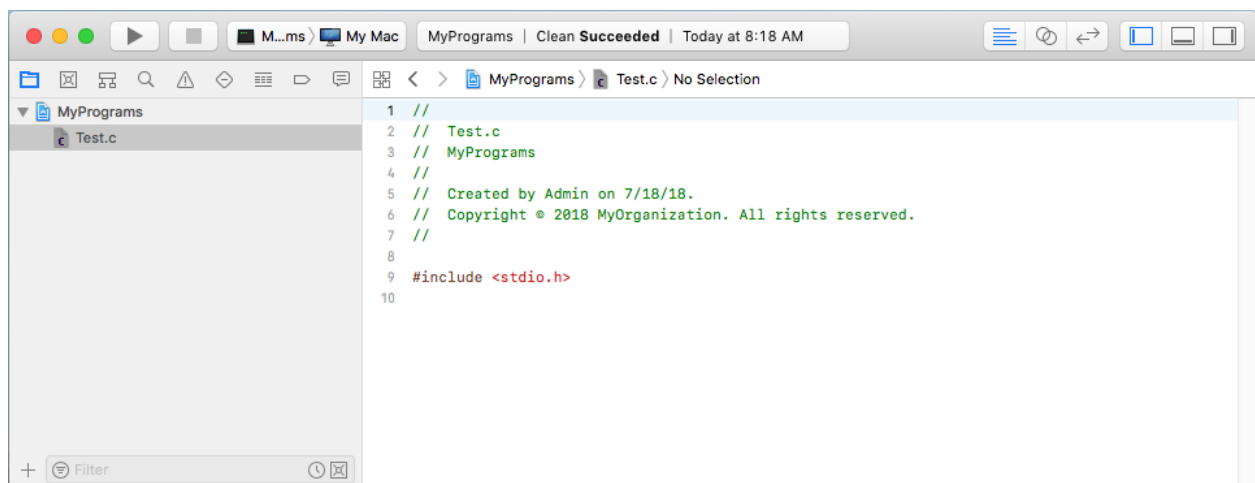 M...ms My Mac MyPrograms | Clean Succeeded | Today at 8:18 AM
MyPrograms Test.c No Selection
MyPrograms
Test.c
1 //
2 // Test.c
3 // MyPrograms
4 //
5 // Created by Admin on 7/18/18.
6 // Copyright © 2018 MyOrganization. All rights reserved.
7 //
8
9 #include <stdio.h>
10
Filter